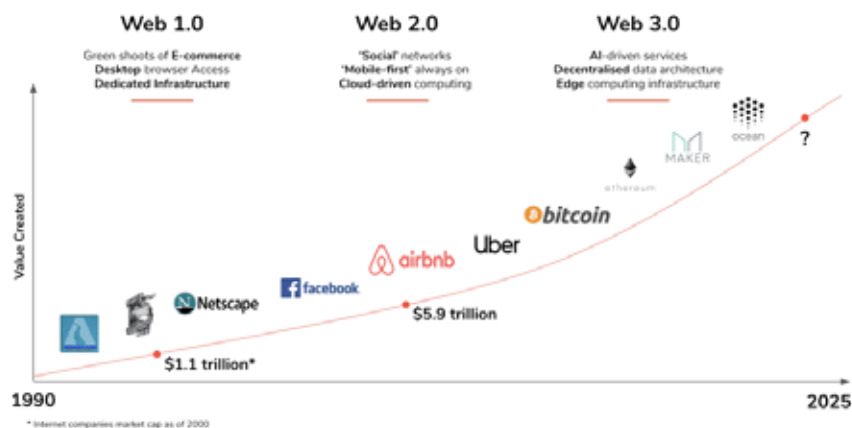 Web 1.0
Green shoots of E-commerce
Desktop browser Access
Dedicated Infrastructure
Web 2.0
'Social' networks
'Mobile-first' always on
Cloud-driven computing
Web 3.0
AI-driven services
Decentralised data architecture
Edge computing infrastructure
Value Created
Netscape
facebook
airbnb
Uber
bitcoin
ethereum
MAKER
ocean
$1.1 trillion*
$5.9 trillion
?
1990
2025
* Internet companies market cap as of 2000